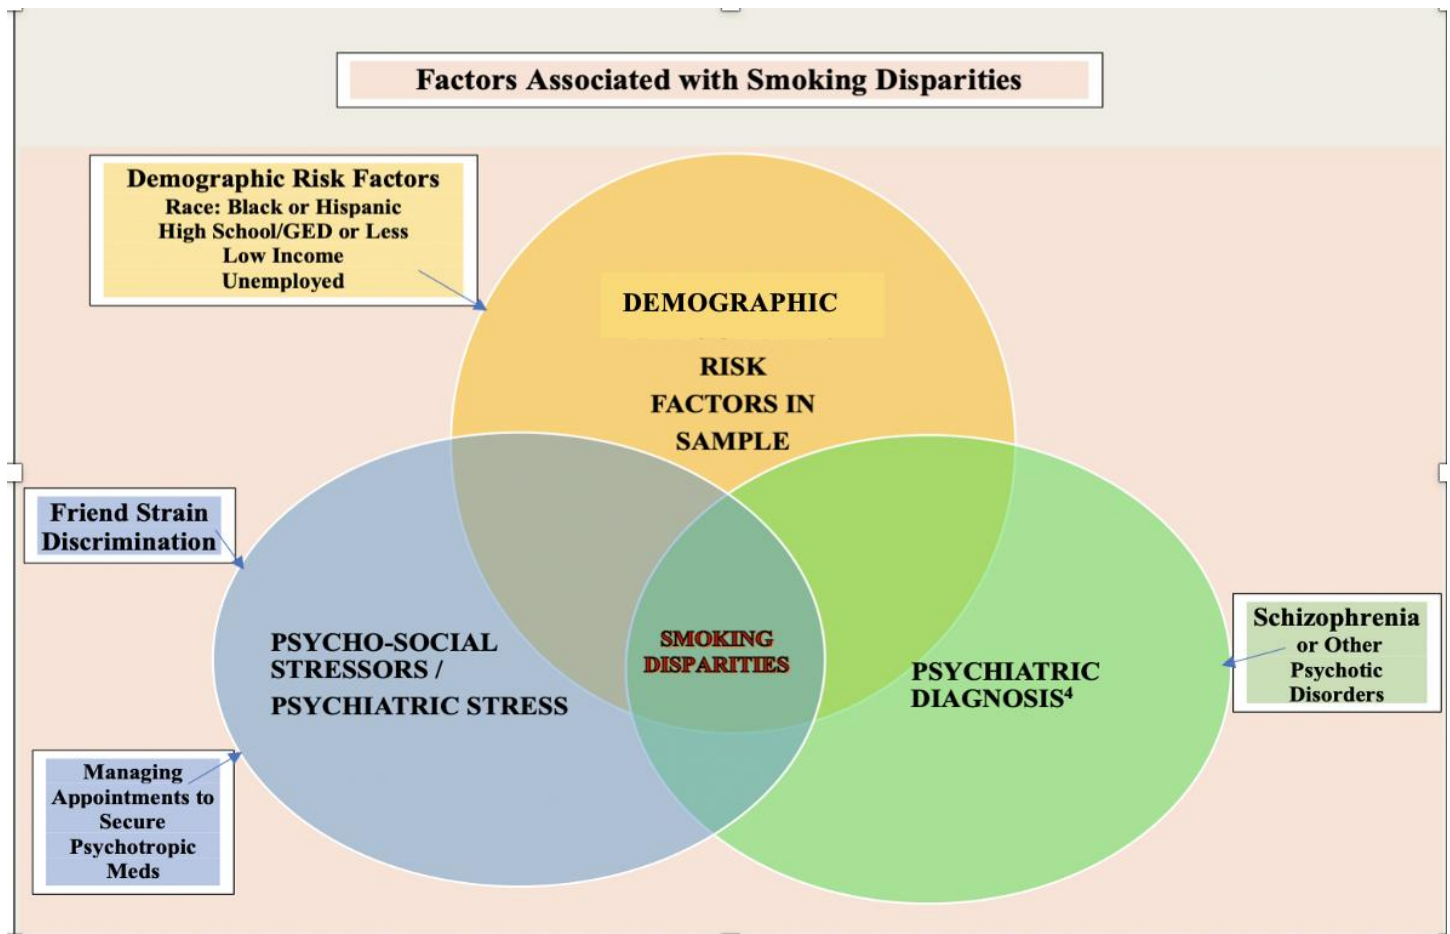 Factors Associated with Smoking Disparities
Demographic Risk Factors
Race: Black or Hispanic
High School/GED or Less
Low Income
Unemployed
DEMOGRAPHIC
RISK
FACTORS IN
SAMPLE
Friend Strain
Discrimination
PSYCHO-SOCIAL
STRESSORS /
PSYCHIATRIC STRESS
SMOKING
DISPARITIES
PSYCHIATRIC
DIAGNOSIS⁴
Schizophrenia
or Other
Psychotic
Disorders
Managing
Appointments to
Secure
Psychotropic
Meds